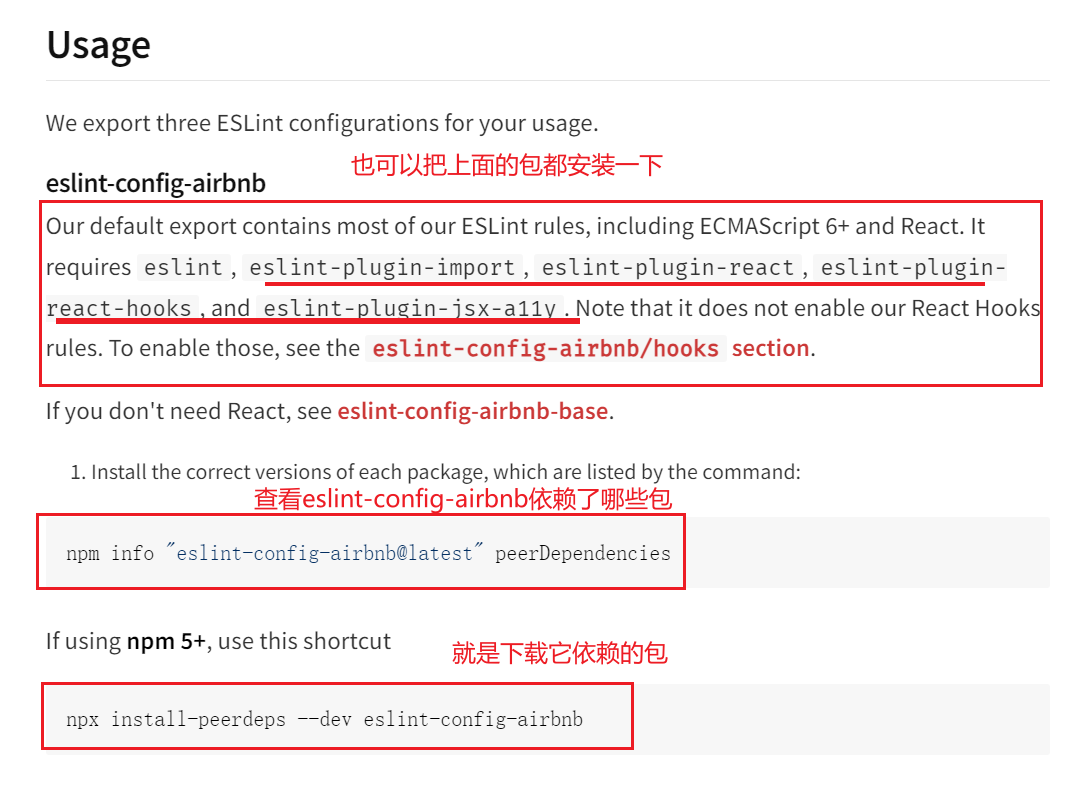 Usage
We export three ESLint configurations for your usage.
也可以把上面的包都安装一下
eslint-config-airbnb
Our default export contains most of our ESLint rules, including ECMAScript 6+ and React. It
requires eslint , eslint-plugin-import , eslint-plugin-react , eslint-plugin-
react-hooks , and eslint-plugin-jsx-a11y . Note that it does not enable our React Hooks
rules. To enable those, see the eslint-config-airbnb/hooks section.
If you don't need React, see eslint-config-airbnb-base.
1. Install the correct versions of each package, which are listed by the command:
查看eslint-config-airbnb依赖了哪些包
npm info "eslint-config-airbnb@latest" peerDependencies
If using npm 5+, use this shortcut
就是下载它依赖的包
npx install-peerdeps --dev eslint-config-airbnb